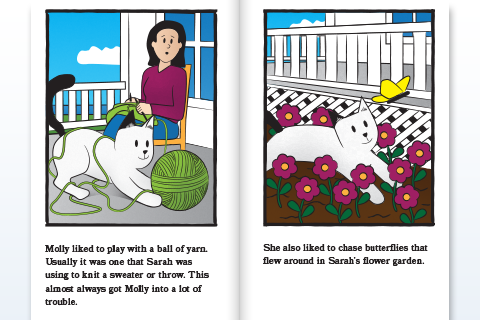 Molly liked to play with a ball of yarn.
Usually it was one that Sarah was
using to knit a sweater or throw. This
almost always got Molly into a lot of
trouble.
She also liked to chase butterflies that
flew around in Sarah's flower garden.